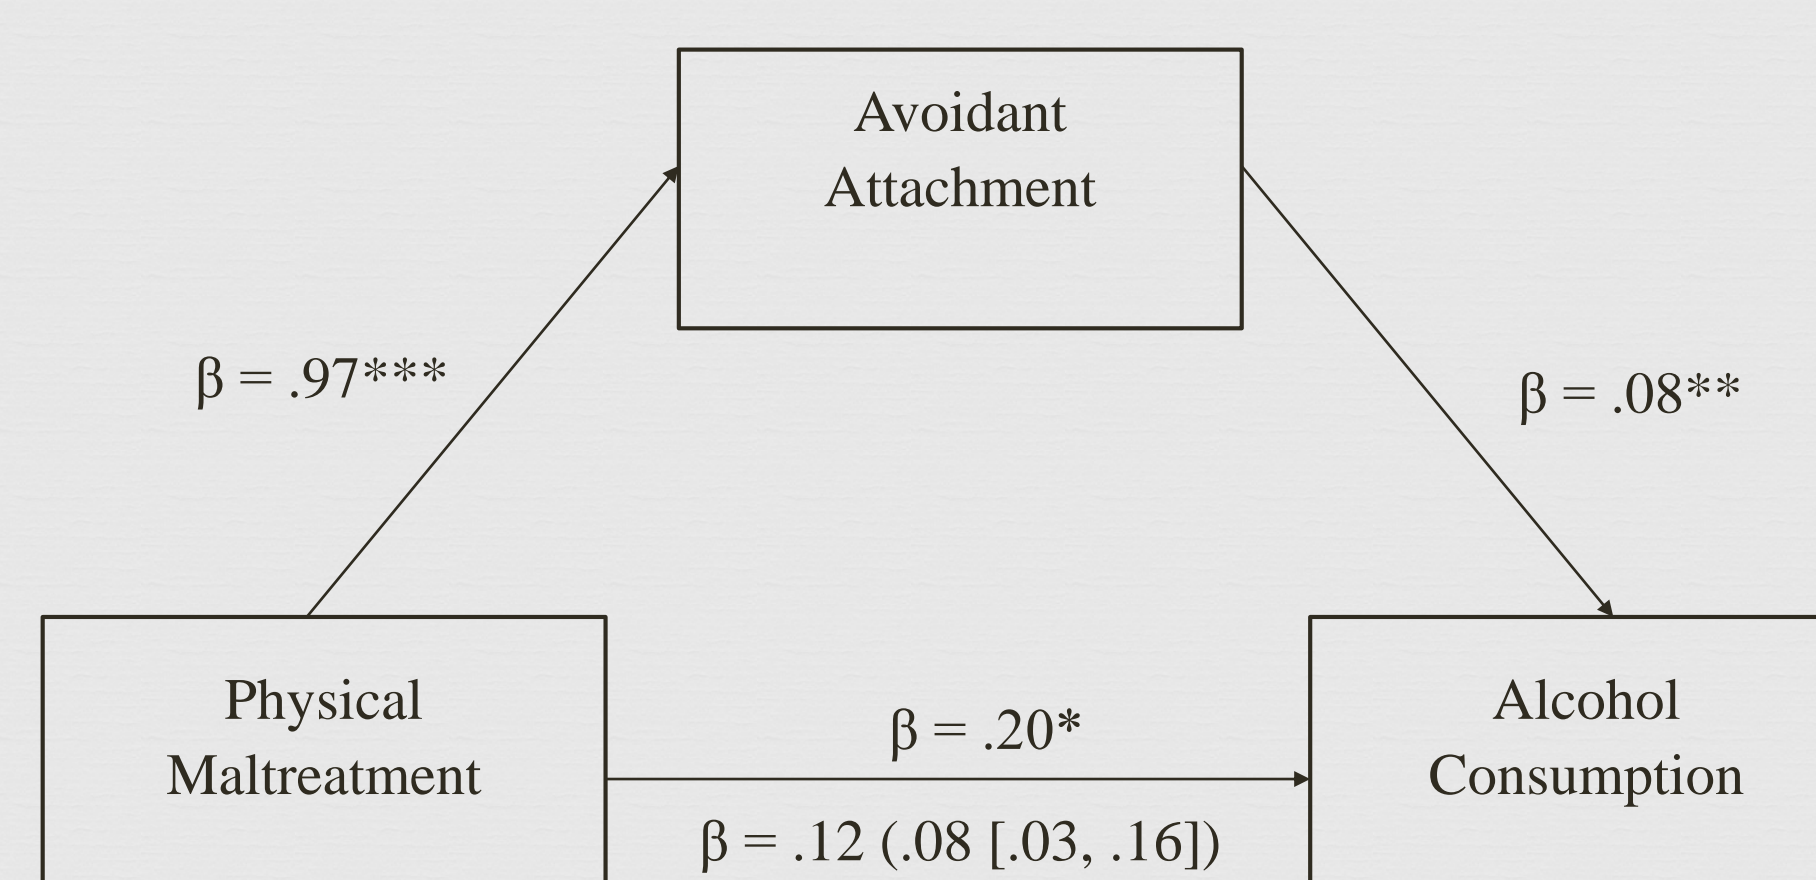 Avoidant
Attachment
β = .97***
β = .08**
Physical
Maltreatment
β = .20*
β = .12 (.08 [.03, .16])
Alcohol
Consumption